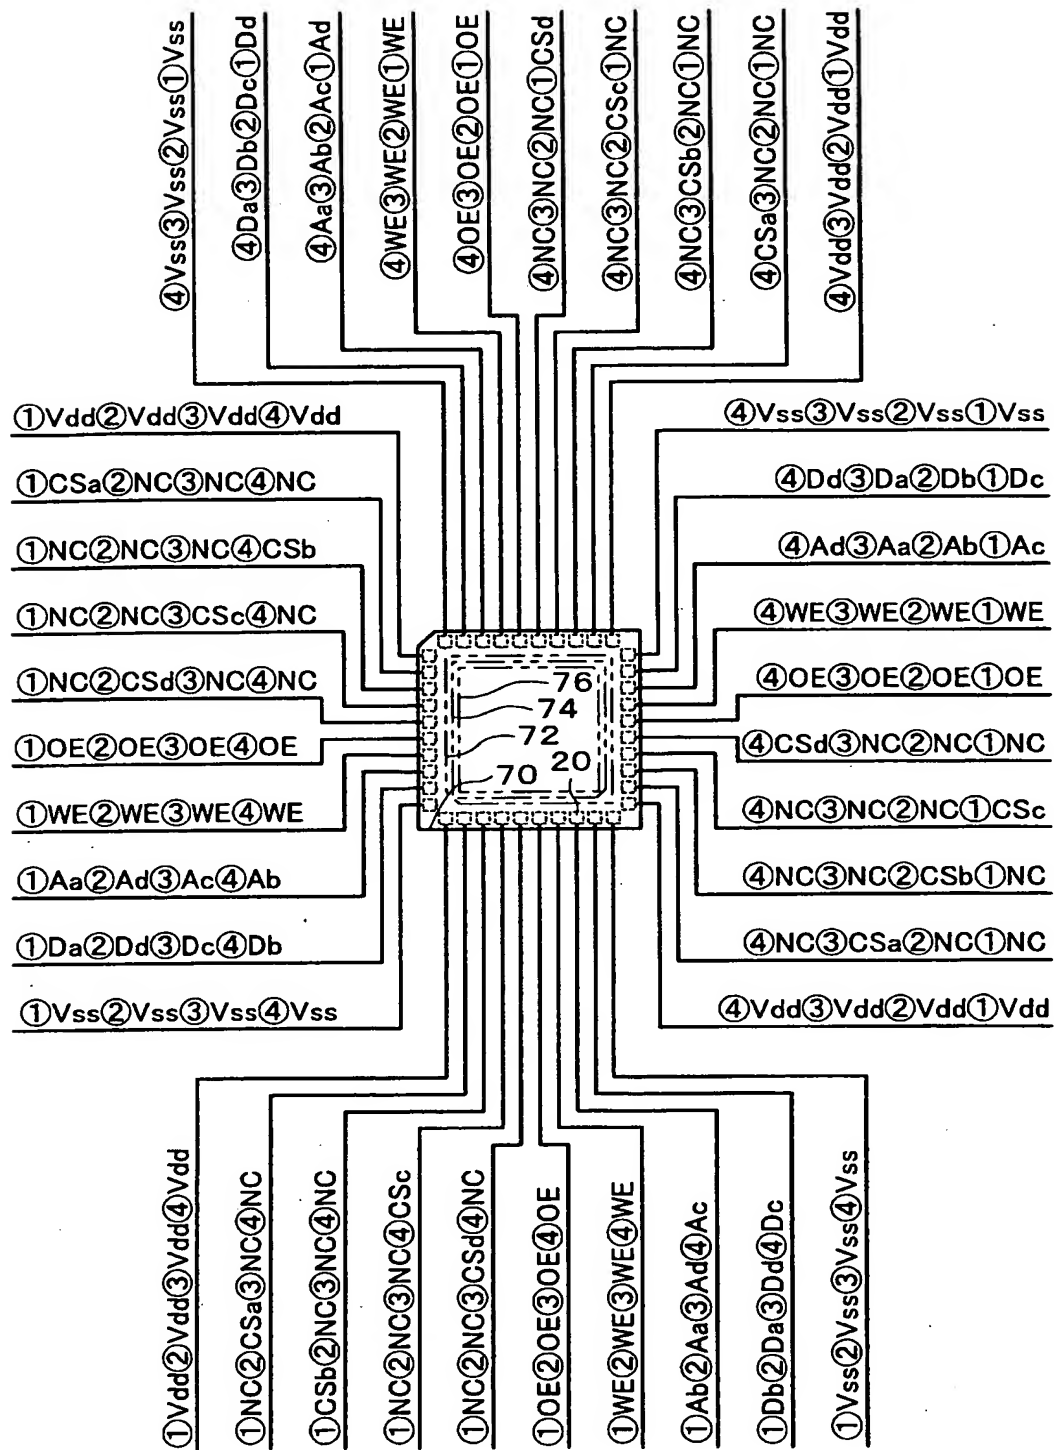 ④Vss③Vss②Vss①Vss
④Da③Db②Dc①Dd
④Aa③Ab②Ac①Ad
④WE③WE②WE①WE
④OE③OE②OE①OE
④NC③NC②NC①CSd
④NC③NC②CSc①NC
④NC③CSb②NC①NC
④CSa③NC②NC①NC
④Vdd③Vdd②Vdd①Vdd
①Vdd②Vdd③Vdd④Vdd
①CSa②NC③NC④NC
①NC②NC③NC④CSb
①NC②NC③CSc④NC
①NC②CSd③NC④NC
①OE②OE③OE④OE
①WE②WE③WE④WE
①Aa②Ad③Ac④Ab
①Da②Dd③Dc④Db
①Vss②Vss③Vss④Vss
76
74
72
20
70
④Vss③Vss②Vss①Vss
④Dd③Da②Db①Dc
④Ad③Aa②Ab①Ac
④WE③WE②WE①WE
④OE③OE②OE①OE
④CSd③NC②NC①NC
④NC③NC②NC①CSc
④NC③NC②CSb①NC
④NC③CSa②NC①NC
④Vdd③Vdd②Vdd①Vdd
①Vdd②Vdd③Vdd④Vdd
①NC②CSa③NC④NC
①CSb②NC③NC④NC
①NC②NC③NC④CSc
①NC②NC③CSd④NC
①OE②OE③OE④OE
①WE②WE③WE④WE
①Ab②Aa③Ad④Ac
①Db②Da③Dd④Dc
①Vss②Vss③Vss④Vss